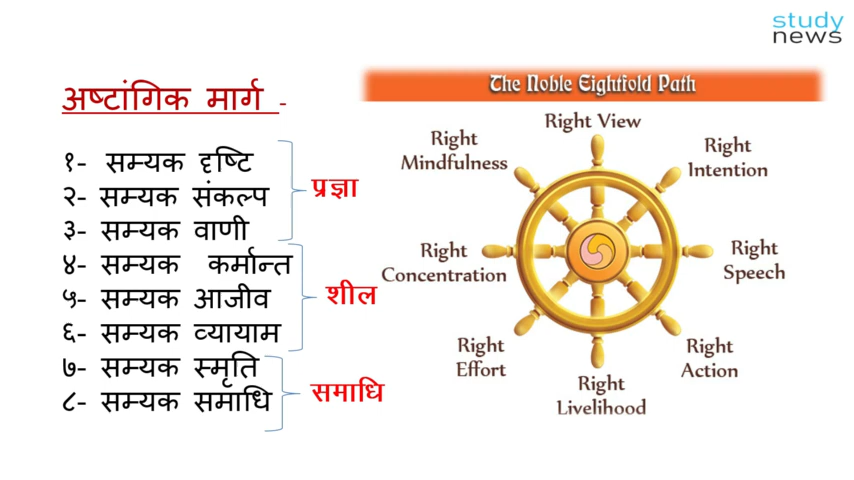 study
news
अष्टांगिक मार्ग -
१- सम्यक दृष्टि
२- सम्यक संकल्प
३- सम्यक वाणी
प्रज्ञा
४- सम्यक कर्मान्त
५- सम्यक आजीव
६- सम्यक व्यायाम
शील
७- सम्यक स्मृति
८- सम्यक समाधि
समाधि
The Noble Eightfold Path
Right View
Right
Intention
Right
Speech
Right
Action
Right
Livelihood
Right
Effort
Right
Concentration
Right
Mindfulness